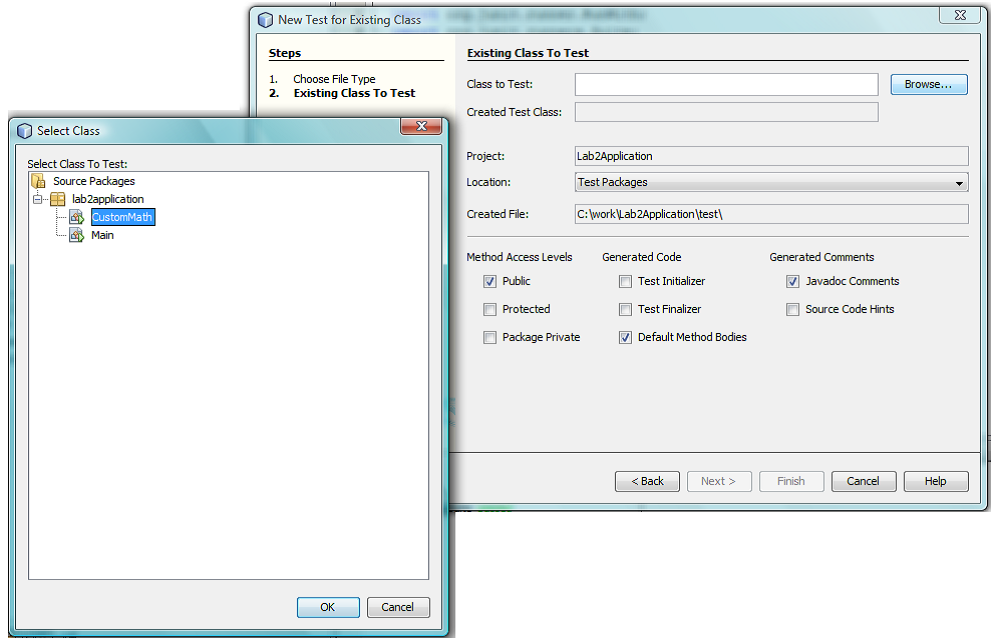 New Test for Existing Class
Steps
1. Choose File Type
2. Existing Class To Test
Existing Class To Test
Class to Test:
Browse...
Created Test Class:
Project:
Lab2Application
Location:
Test Packages
Created File:
C:\work\Lab2Application\test\
Method Access Levels
Generated Code
Generated Comments
Public
Test Initializer
Javadoc Comments
Protected
Test Finalizer
Source Code Hints
Package Private
Default Method Bodies
< Back
Next >
Finish
Cancel
Help
Select Class
Select Class To Test:
Source Packages
lab2application
CustomMath
Main
OK
Cancel